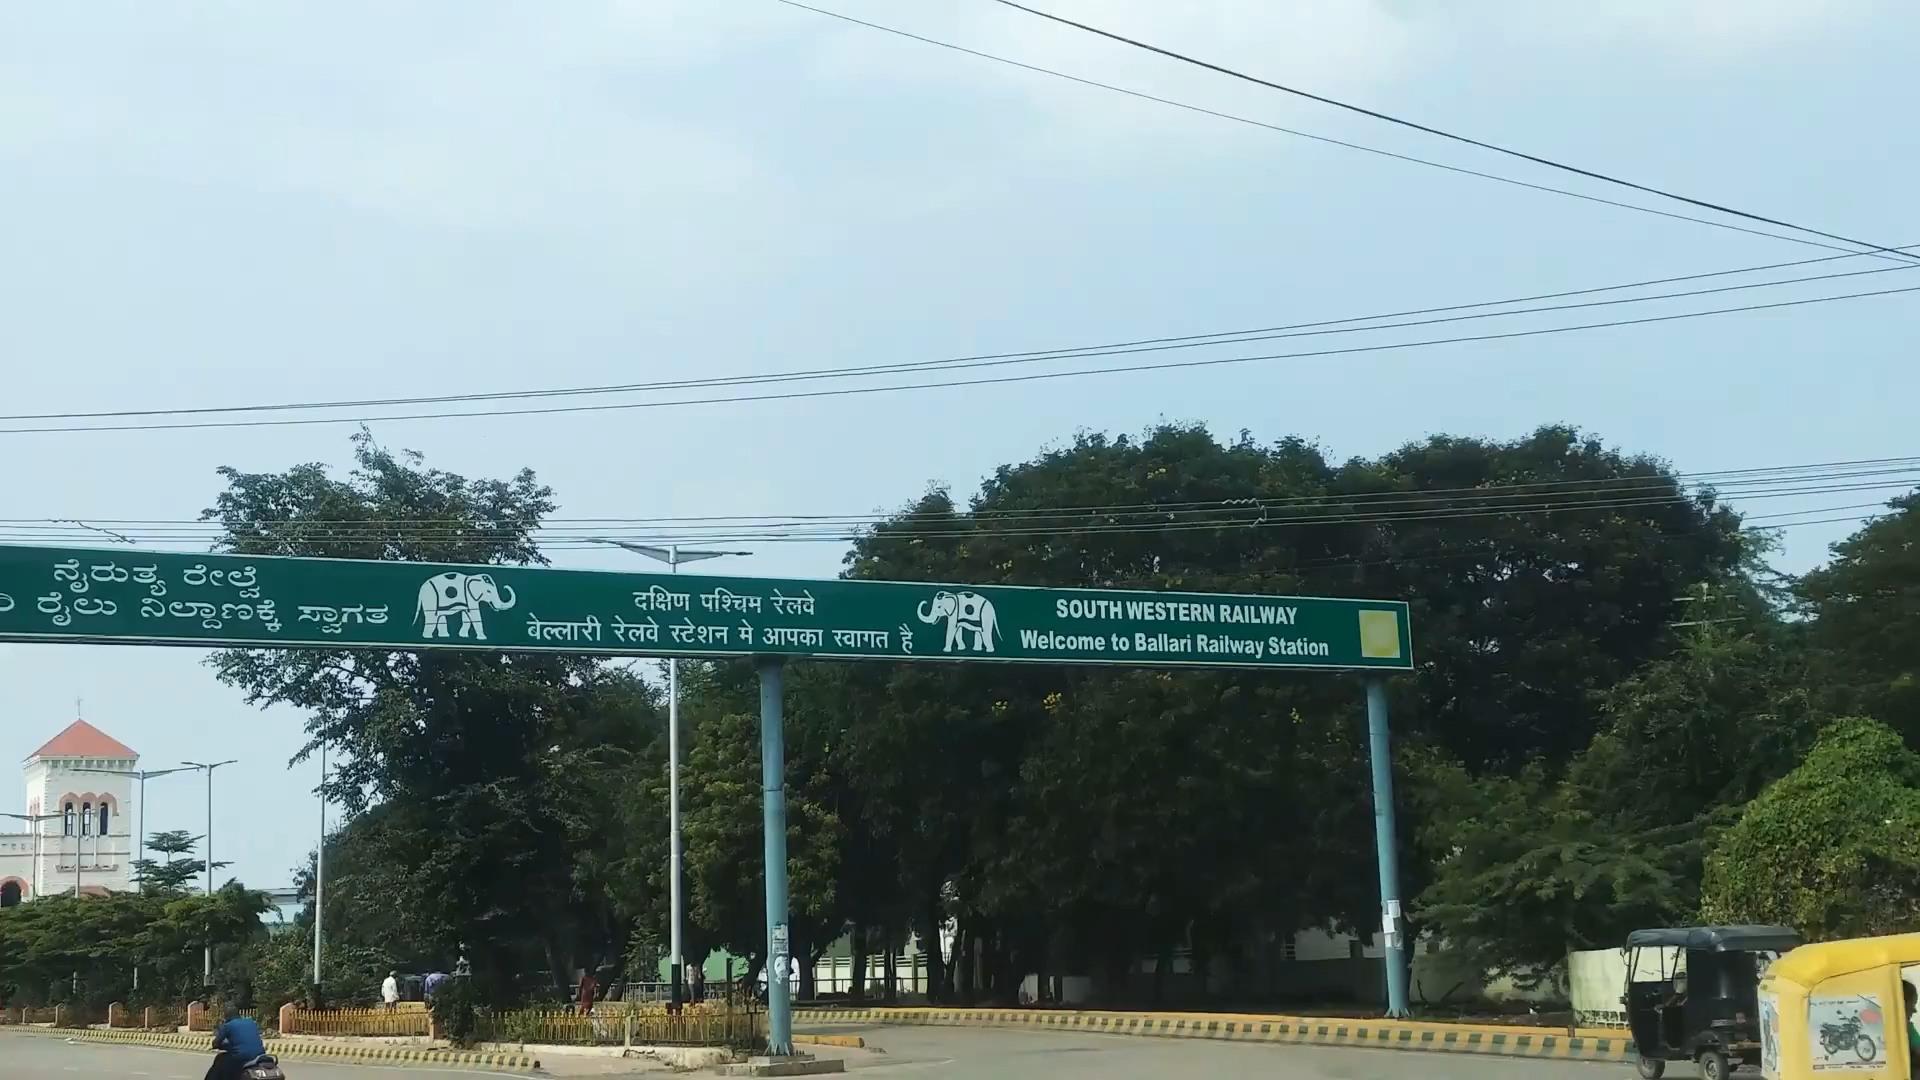 ನೈರುತ್ಯ ರೇಲ್ವೆ
ರೈಲು ನಿಲ್ದಾಣಕ್ಕೆ ಸ್ವಾಗತ
दक्षिण पश्चिम रेलवे
बेल्लारी रेलवे स्टेशन मे आपका स्वागत है
SOUTH WESTERN RAILWAY
Welcome to Ballari Railway Station